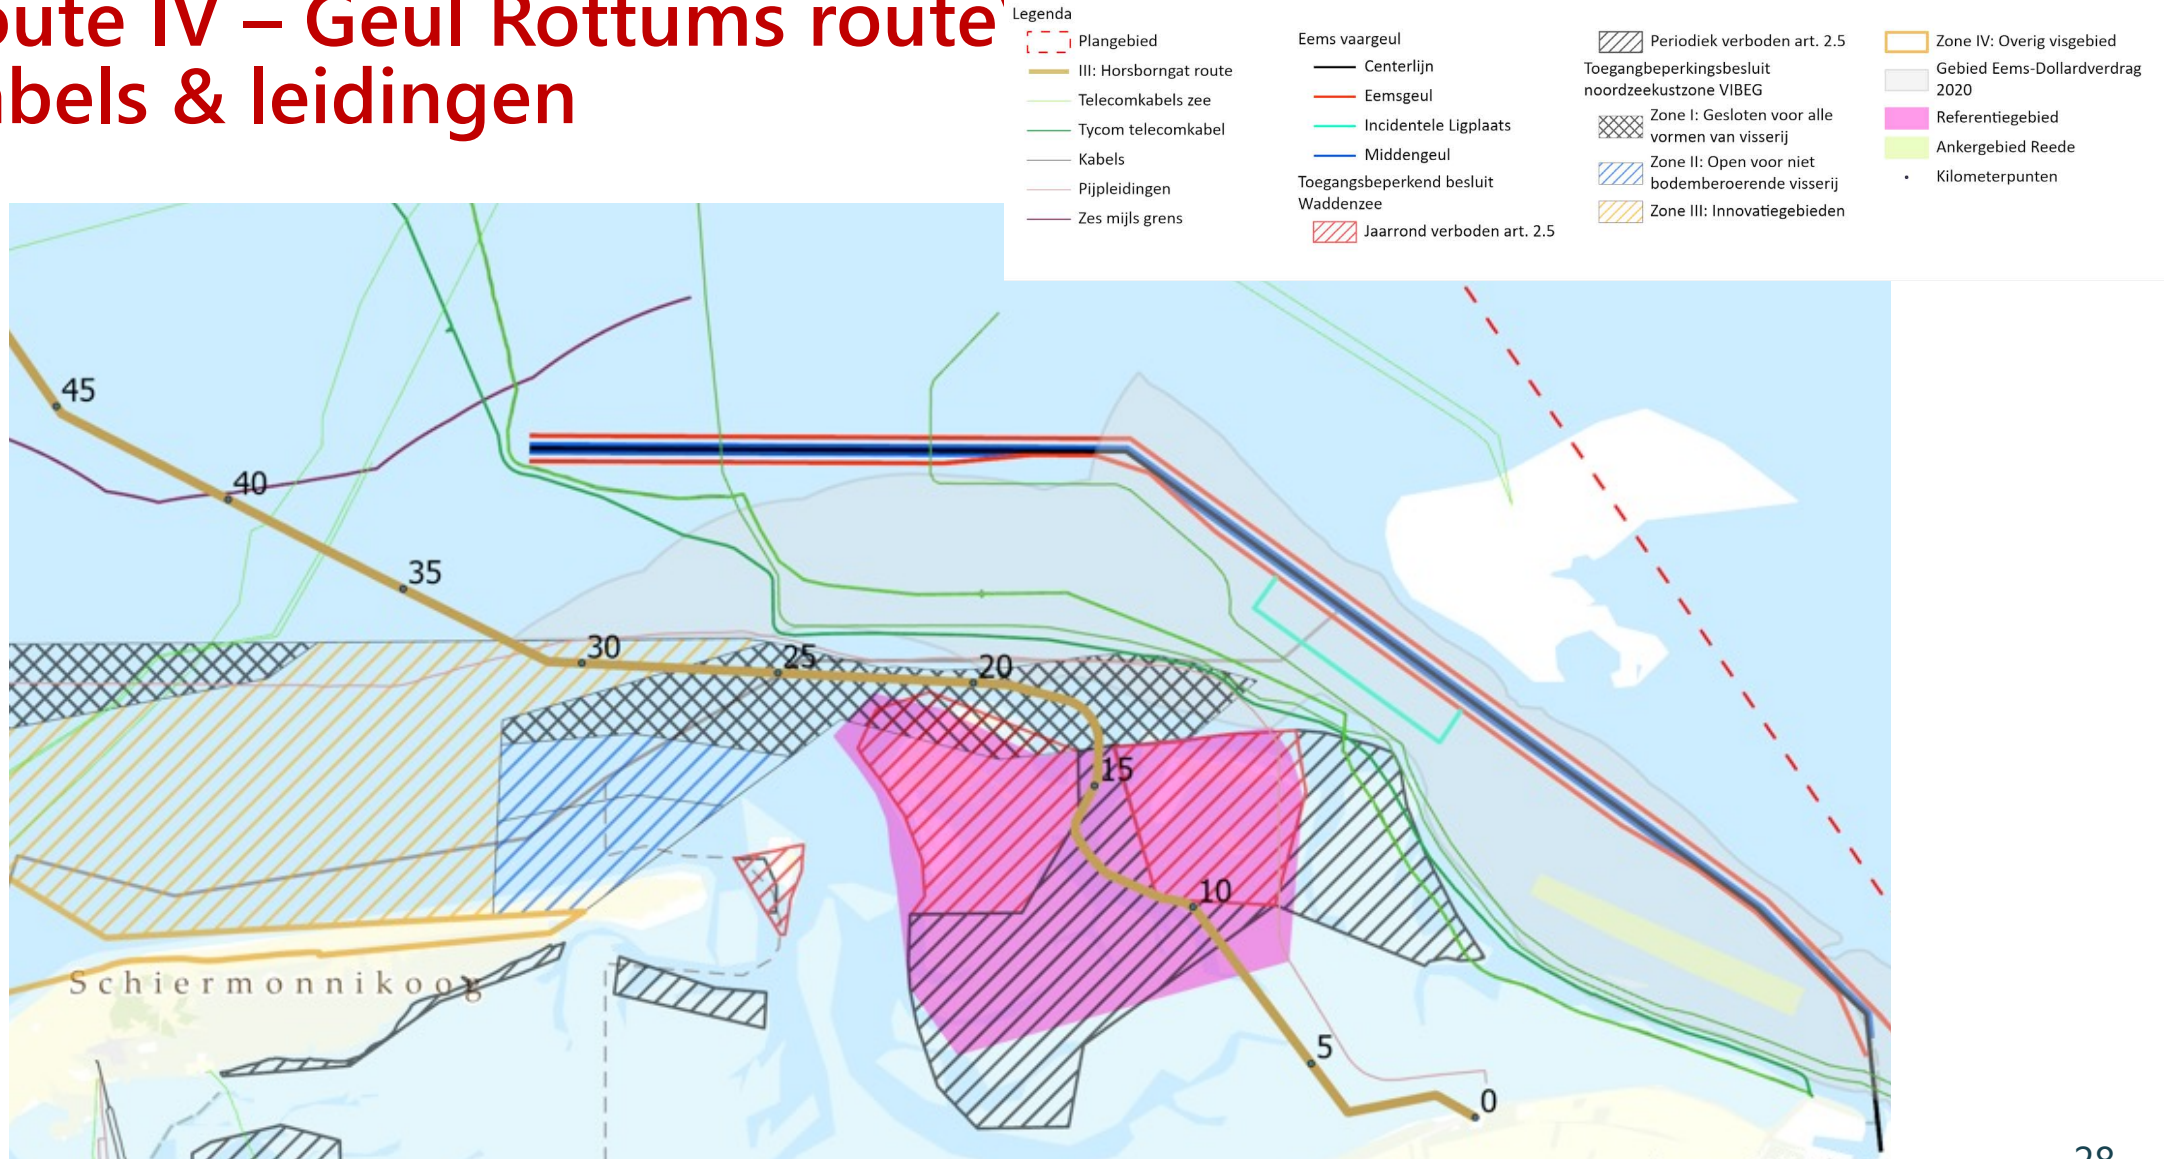 oute IV – Geul Rottums route
abels & leidingen
Legenda
Plangebied
III: Horsborngat route
Telecomkabels zee
Tycom telecomkabel
Kabels
Pijpleidingen
Zes mijls grens
Eems vaargeul
Centerlijn
Eemsgeul
Incidentele Ligplaats
Middengeul
Toegangsbeperkend besluit
Waddenzee
Jaarrond verboden art. 2.5
Periodiek verboden art. 2.5
Toegangbeperkingsbesluit
noordzeekustzone VIBEG
Zone I: Gesloten voor alle
vormen van visserij
Zone II: Open voor niet
bodemberoerende visserij
Zone III: Innovatiegebieden
Zone IV: Overig visgebied
Gebied Eems-Dollardverdrag
2020
Referentiegebied
Ankergebied Reede
Kilometerpunten
45
40
35
30
25
20
15
10
5
0
Schiermonnikoog
28